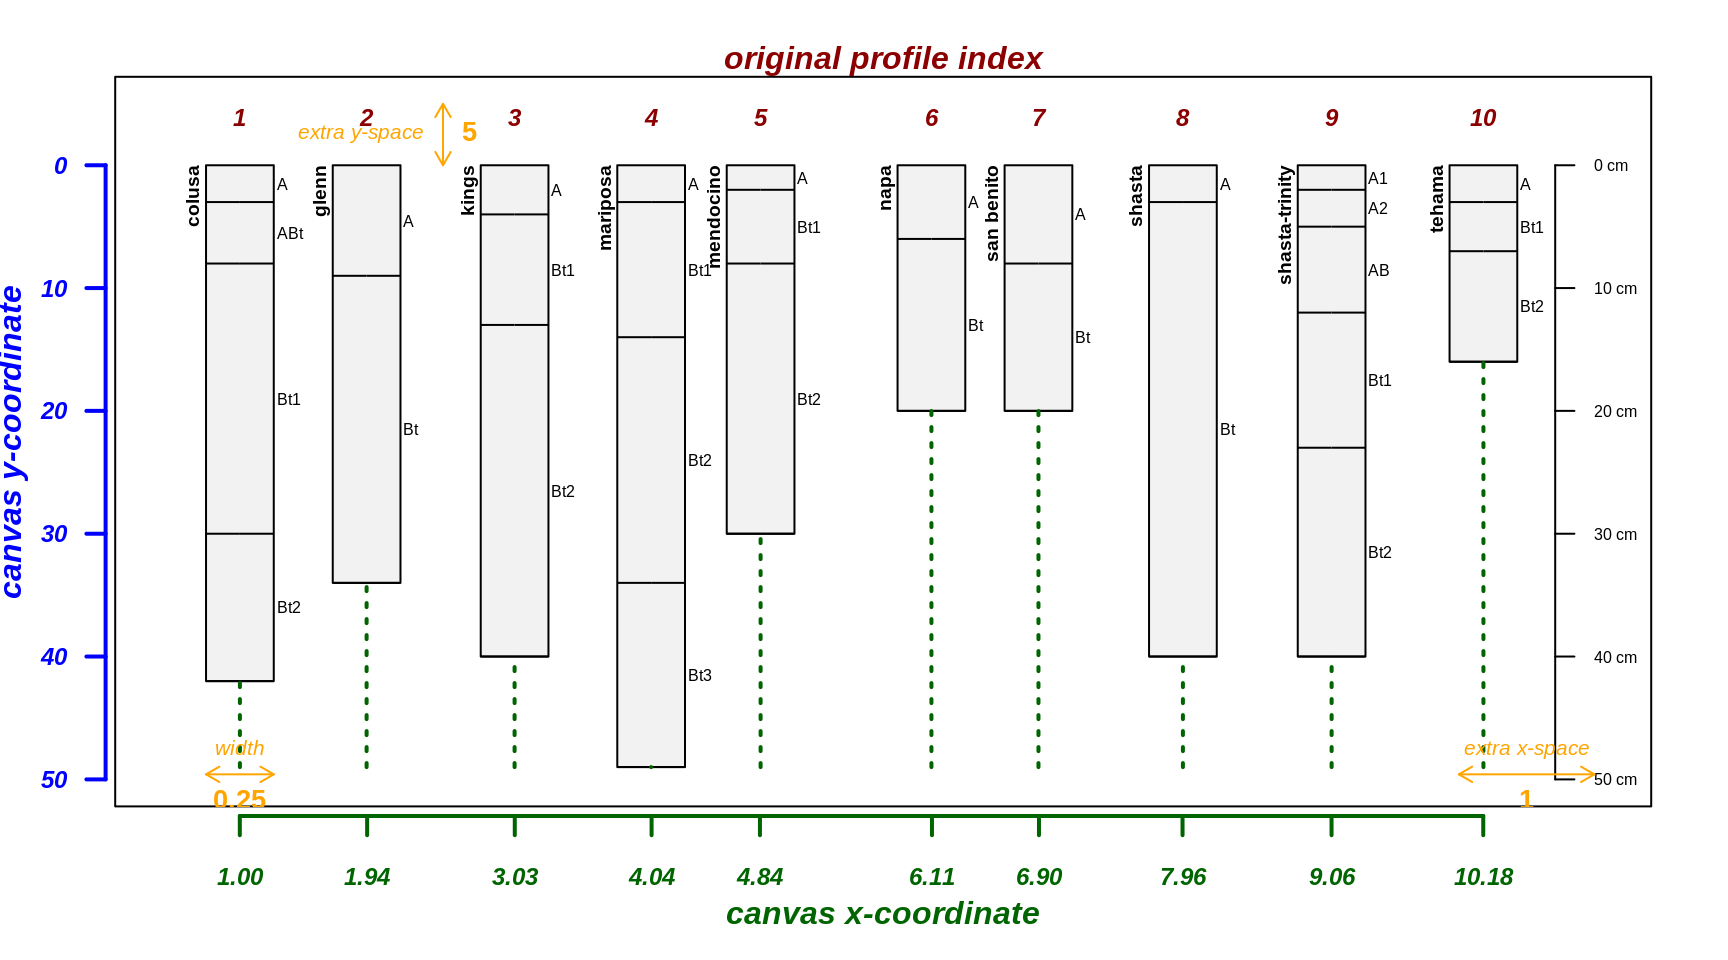 original profile index
1 2 3 4 5 6 7 8 9 10
extra y-space 5
canvas y-coordinate
0
10
20
30
40
50
colusa
A
ABt
Bt1
Bt2
glenn
A
Bt
kings
A
Bt1
Bt2
mariposa
A
Bt1
Bt2
Bt3
mendocino
A
Bt1
Bt2
napa
A
Bt
san benito
A
Bt
shasta
A
Bt
shasta-trinity
A1
A2
AB
Bt1
Bt2
tehama
A
Bt1
Bt2
0 cm
10 cm
20 cm
30 cm
40 cm
50 cm
width
0.25
extra x-space
1
1.00 1.94 3.03 4.04 4.84 6.11 6.90 7.96 9.06 10.18
canvas x-coordinate